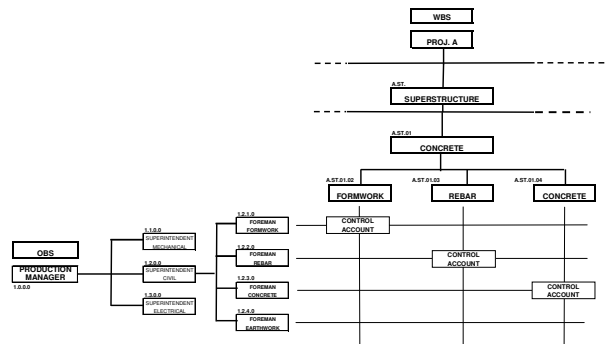 WBS
PROJ. A
A.ST.
SUPERSTRUCTURE
A.ST.01
CONCRETE
A.ST.01.02
A.ST.01.03
A.ST.01.04
FORMWORK
REBAR
CONCRETE
1.2.1.0
FOREMAN
FORMWORK
CONTROL
ACCOUNT
1.1.0.0
SUPERINTENDENT
MECHANICAL
OBS
1.2.2.0
FOREMAN
REBAR
CONTROL
ACCOUNT
PRODUCTION
MANAGER
1.0.0.0
1.2.0.0
SUPERINTENDENT
CIVIL
1.2.3.0
FOREMAN
CONCRETE
CONTROL
ACCOUNT
1.3.0.0
SUPERINTENDENT
ELECTRICAL
1.2.4.0
FOREMAN
EARTHWORK